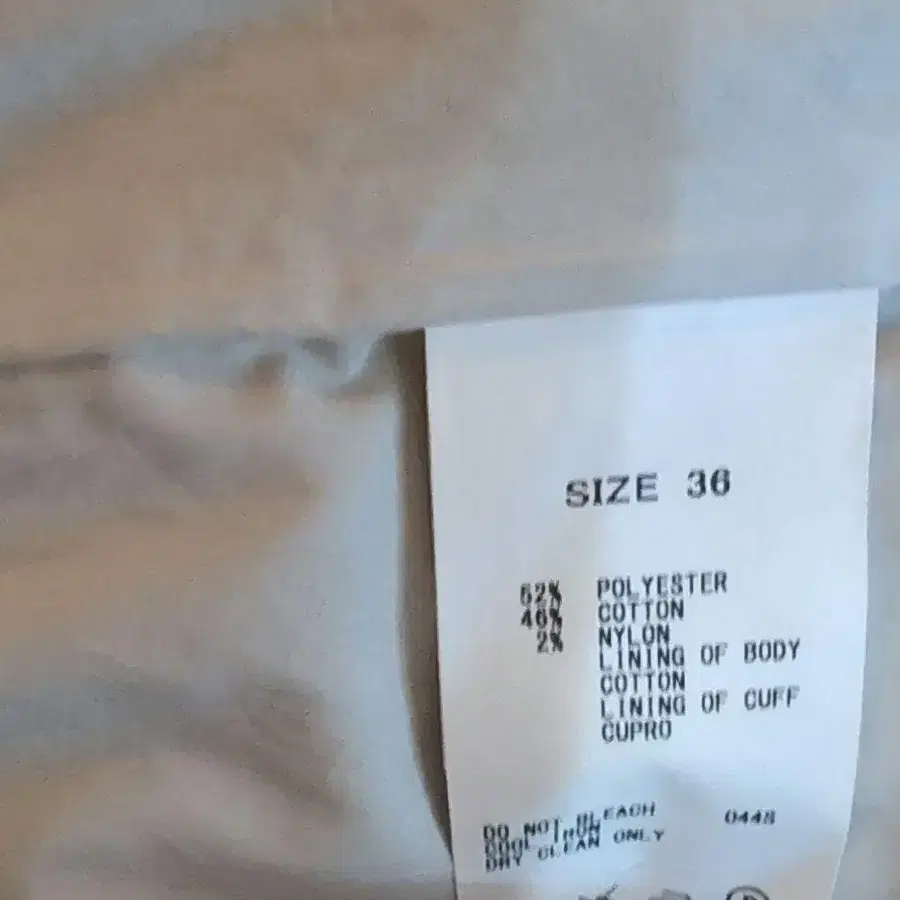 SIZE 36
52% POLYESTER
46% COTTON
2% NYLON
LINING OF BODY
COTTON
LINING OF CUFF
CUPRO
DO NOT BLEACH 0448
COOL IRON
DRY CLEAN ONLY